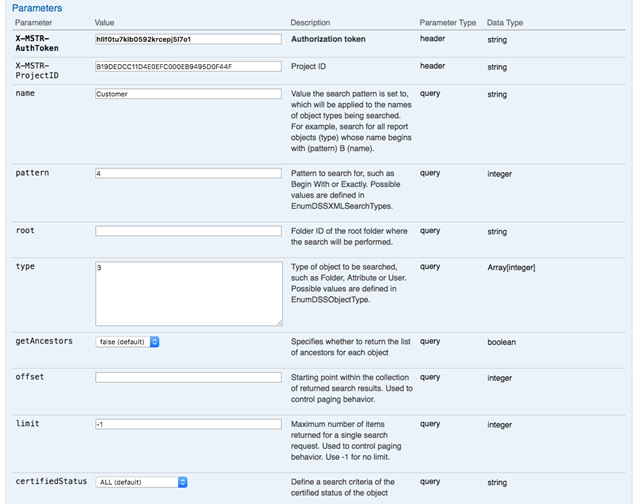 Parameters
Parameter Value Description Parameter Type Data Type
X-MSTR-AuthToken hllf0tu7klb0592krcepj5l7o1 Authorization token header string
X-MSTR-ProjectID B19DEDCC11D4E0EFC000EB9495D0F44F Project ID header string
name Customer Value the search pattern is set to, query string
which will be applied to the names
of object types being searched.
For example, search for all report
objects (type) whose name begins
with (pattern) B (name).
pattern 4 Pattern to search for, such as query integer
Begin With or Exactly. Possible
values are defined in
EnumDSSXMLSearchTypes.
root Folder ID of the root folder where query string
the search will be performed.
type 3 Type of object to be searched, query Array[integer]
such as Folder, Attribute or User.
Possible values are defined in
EnumDSSObjectType.
getAncestors false (default) Specifies whether to return the list query boolean
of ancestors for each object
offset Starting point within the collection query integer
of returned search results. Used to
control paging behavior.
limit -1 Maximum number of items query integer
returned for a single search
request. Used to control paging
behavior. Use -1 for no limit.
certifiedStatus ALL (default) Define a search criteria of the query string
certified status of the object